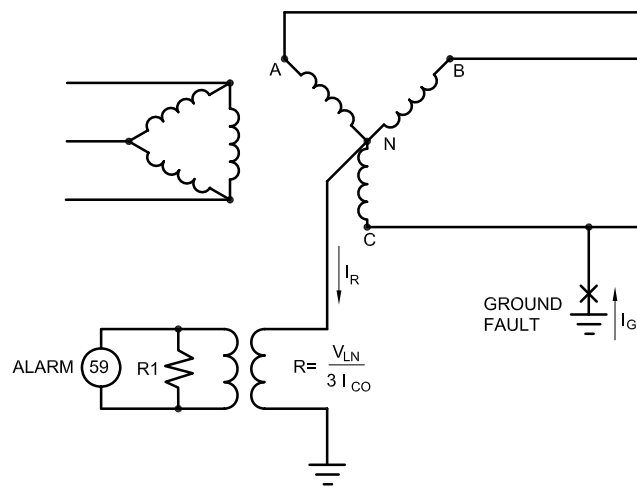 A
B
N
C
I_R
GROUND
FAULT
I_G
ALARM
59
R1
R= V_LN / 3 I_CO